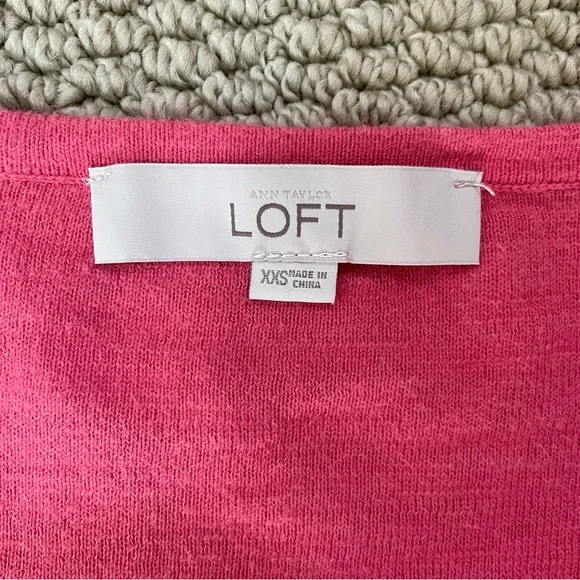 ANN TAYLOR
LOFT
XXS MADE IN
CHINA